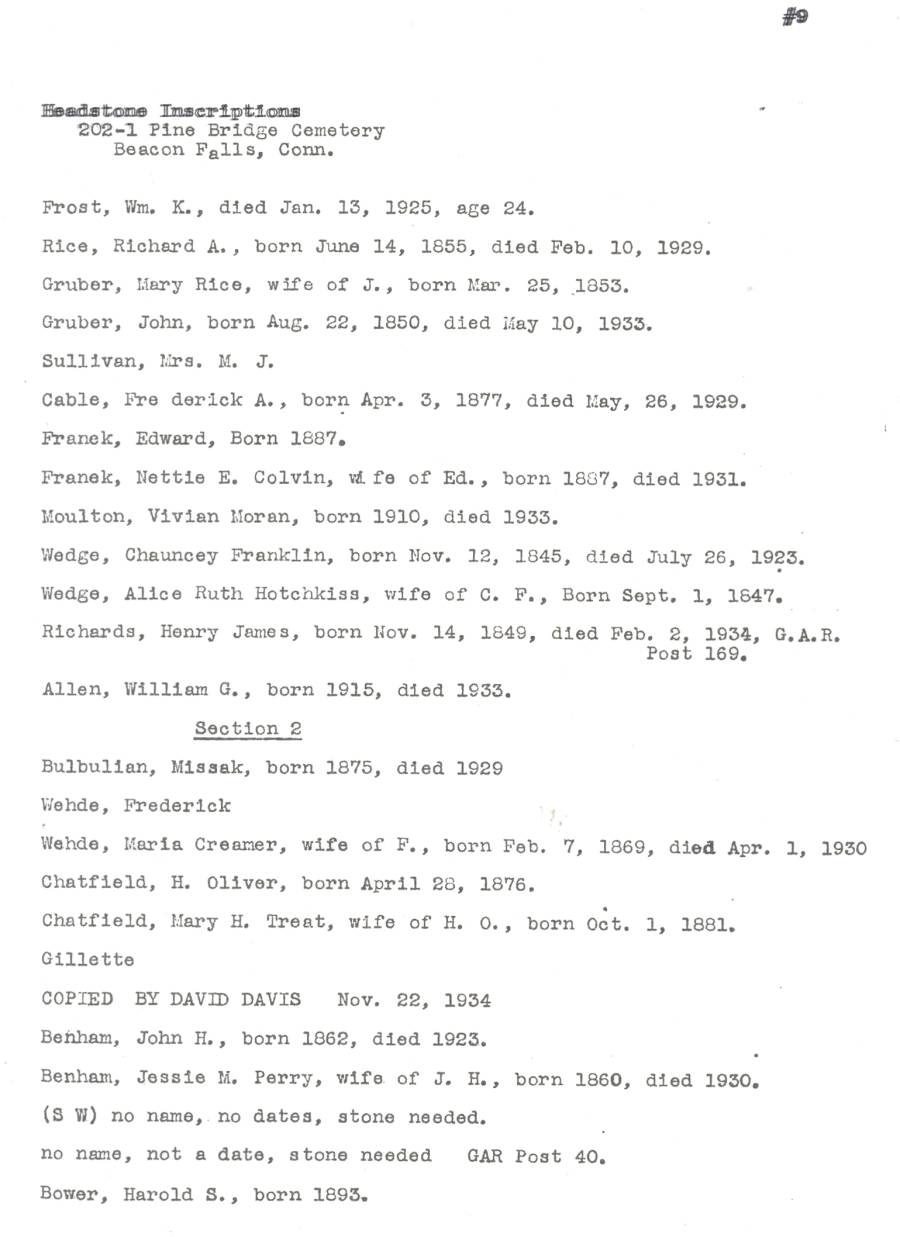 #9
Headstone Inscriptions
202-1 Pine Bridge Cemetery
Beacon Falls, Conn.
Frost, Wm. K., died Jan. 13, 1925, age 24.
Rice, Richard A., born June 14, 1855, died Feb. 10, 1929.
Gruber, Mary Rice, wife of J., born Mar. 25, 1853.
Gruber, John, born Aug. 22, 1850, died May 10, 1933.
Sullivan, Mrs. M. J.
Cable, Fre derick A., born Apr. 3, 1877, died May, 26, 1929.
Franek, Edward, Born 1887.
Franek, Nettie E. Colvin, wi fe of Ed., born 1887, died 1931.
Moulton, Vivian Moran, born 1910, died 1933.
Wedge, Chauncey Franklin, born Nov. 12, 1845, died July 26, 1923.
Wedge, Alice Ruth Hotchkiss, wife of C. F., Born Sept. 1, 1847.
Richards, Henry James, born Nov. 14, 1849, died Feb. 2, 1934, G.A.R.
Post 169.
Allen, William G., born 1915, died 1933.
Section 2
Bulbulian, Missak, born 1875, died 1929
Wehde, Frederick
Wehde, Maria Creamer, wife of F., born Feb. 7, 1869, died Apr. 1, 1930
Chatfield, H. Oliver, born April 28, 1876.
Chatfield, Mary H. Treat, wife of H. O., born Oct. 1, 1881.
Gillette
COPIED BY DAVID DAVIS Nov. 22, 1934
Benham, John H., born 1862, died 1923.
Benham, Jessie M. Perry, wife of J. H., born 1860, died 1930.
(S W) no name, no dates, stone needed.
no name, not a date, stone needed GAR Post 40.
Bower, Harold S., born 1893.